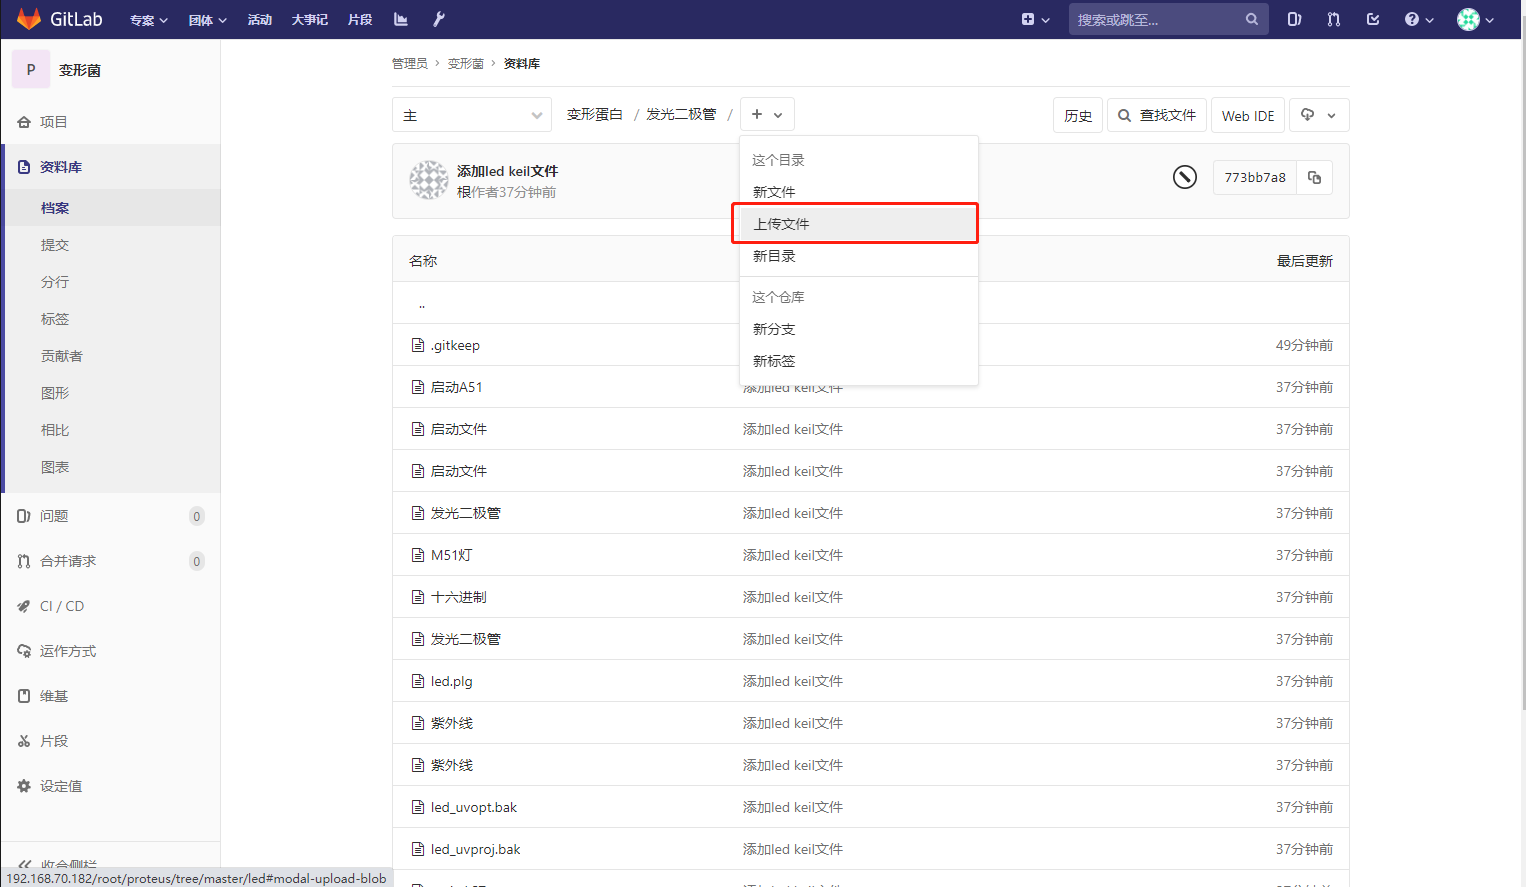 GitLab 专案 团体 活动 大事记 片段 搜索或跳至...
P 变形菌
项目
资料库
档案
提交
分行
标签
贡献者
图形
相比
图表
问题 0
合并请求 0
CI / CD
运作方式
维基
片段
设定值
收合侧栏
192.168.70.182/root/proteus/tree/master/led#modal-upload-blob
管理员 › 变形菌 › 资料库
主 变形蛋白 / 发光二极管 / +
历史 查找文件 Web IDE
添加led keil文件
根作者37分钟前
773bb7a8
这个目录
新文件
上传文件
新目录
这个仓库
新分支
新标签
名称 最后更新
..
.gitkeep 49分钟前
启动A51 添加led keil文件 37分钟前
启动文件 添加led keil文件 37分钟前
启动文件 添加led keil文件 37分钟前
发光二极管 添加led keil文件 37分钟前
M51灯 添加led keil文件 37分钟前
十六进制 添加led keil文件 37分钟前
发光二极管 添加led keil文件 37分钟前
led.plg 添加led keil文件 37分钟前
紫外线 添加led keil文件 37分钟前
紫外线 添加led keil文件 37分钟前
led_uvopt.bak 添加led keil文件 37分钟前
led_uvproj.bak 添加led keil文件 37分钟前